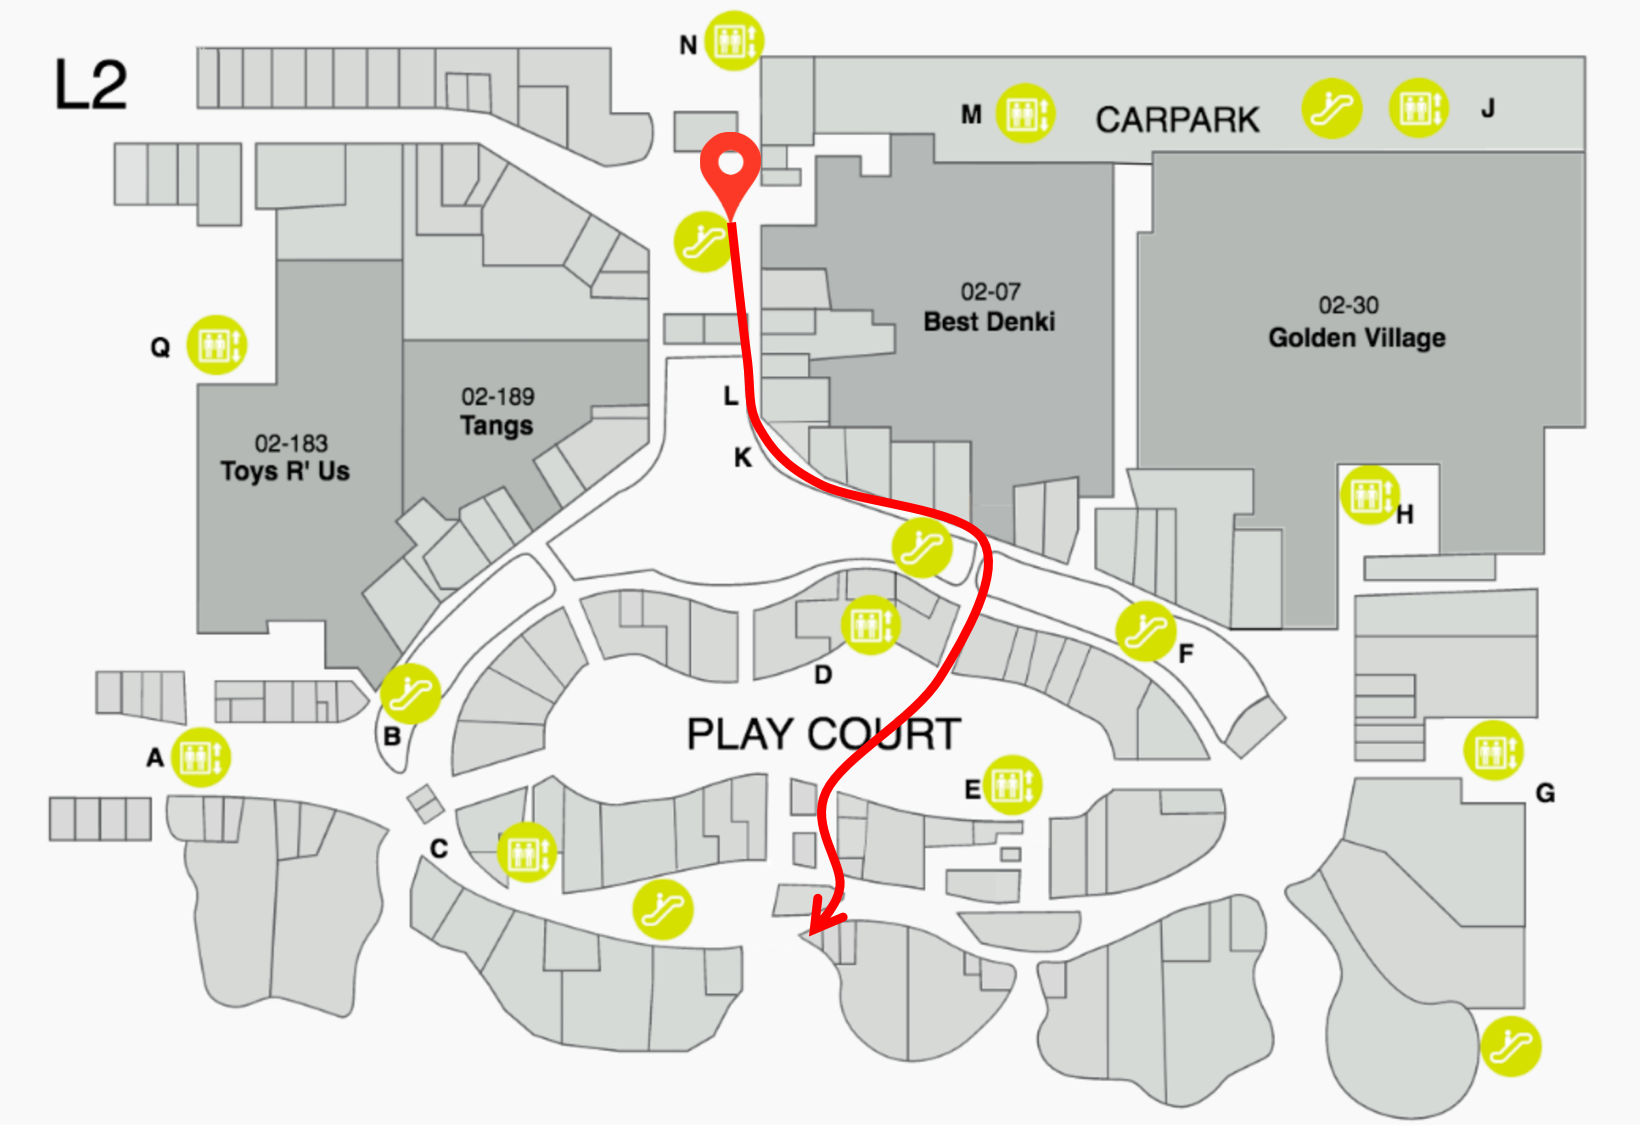 L2
N
M
CARPARK
J
02-07
Best Denki
02-30
Golden Village
Q
02-189
Tangs
L
02-183
Toys R' Us
K
H
D
F
B
PLAY COURT
A
E
G
C